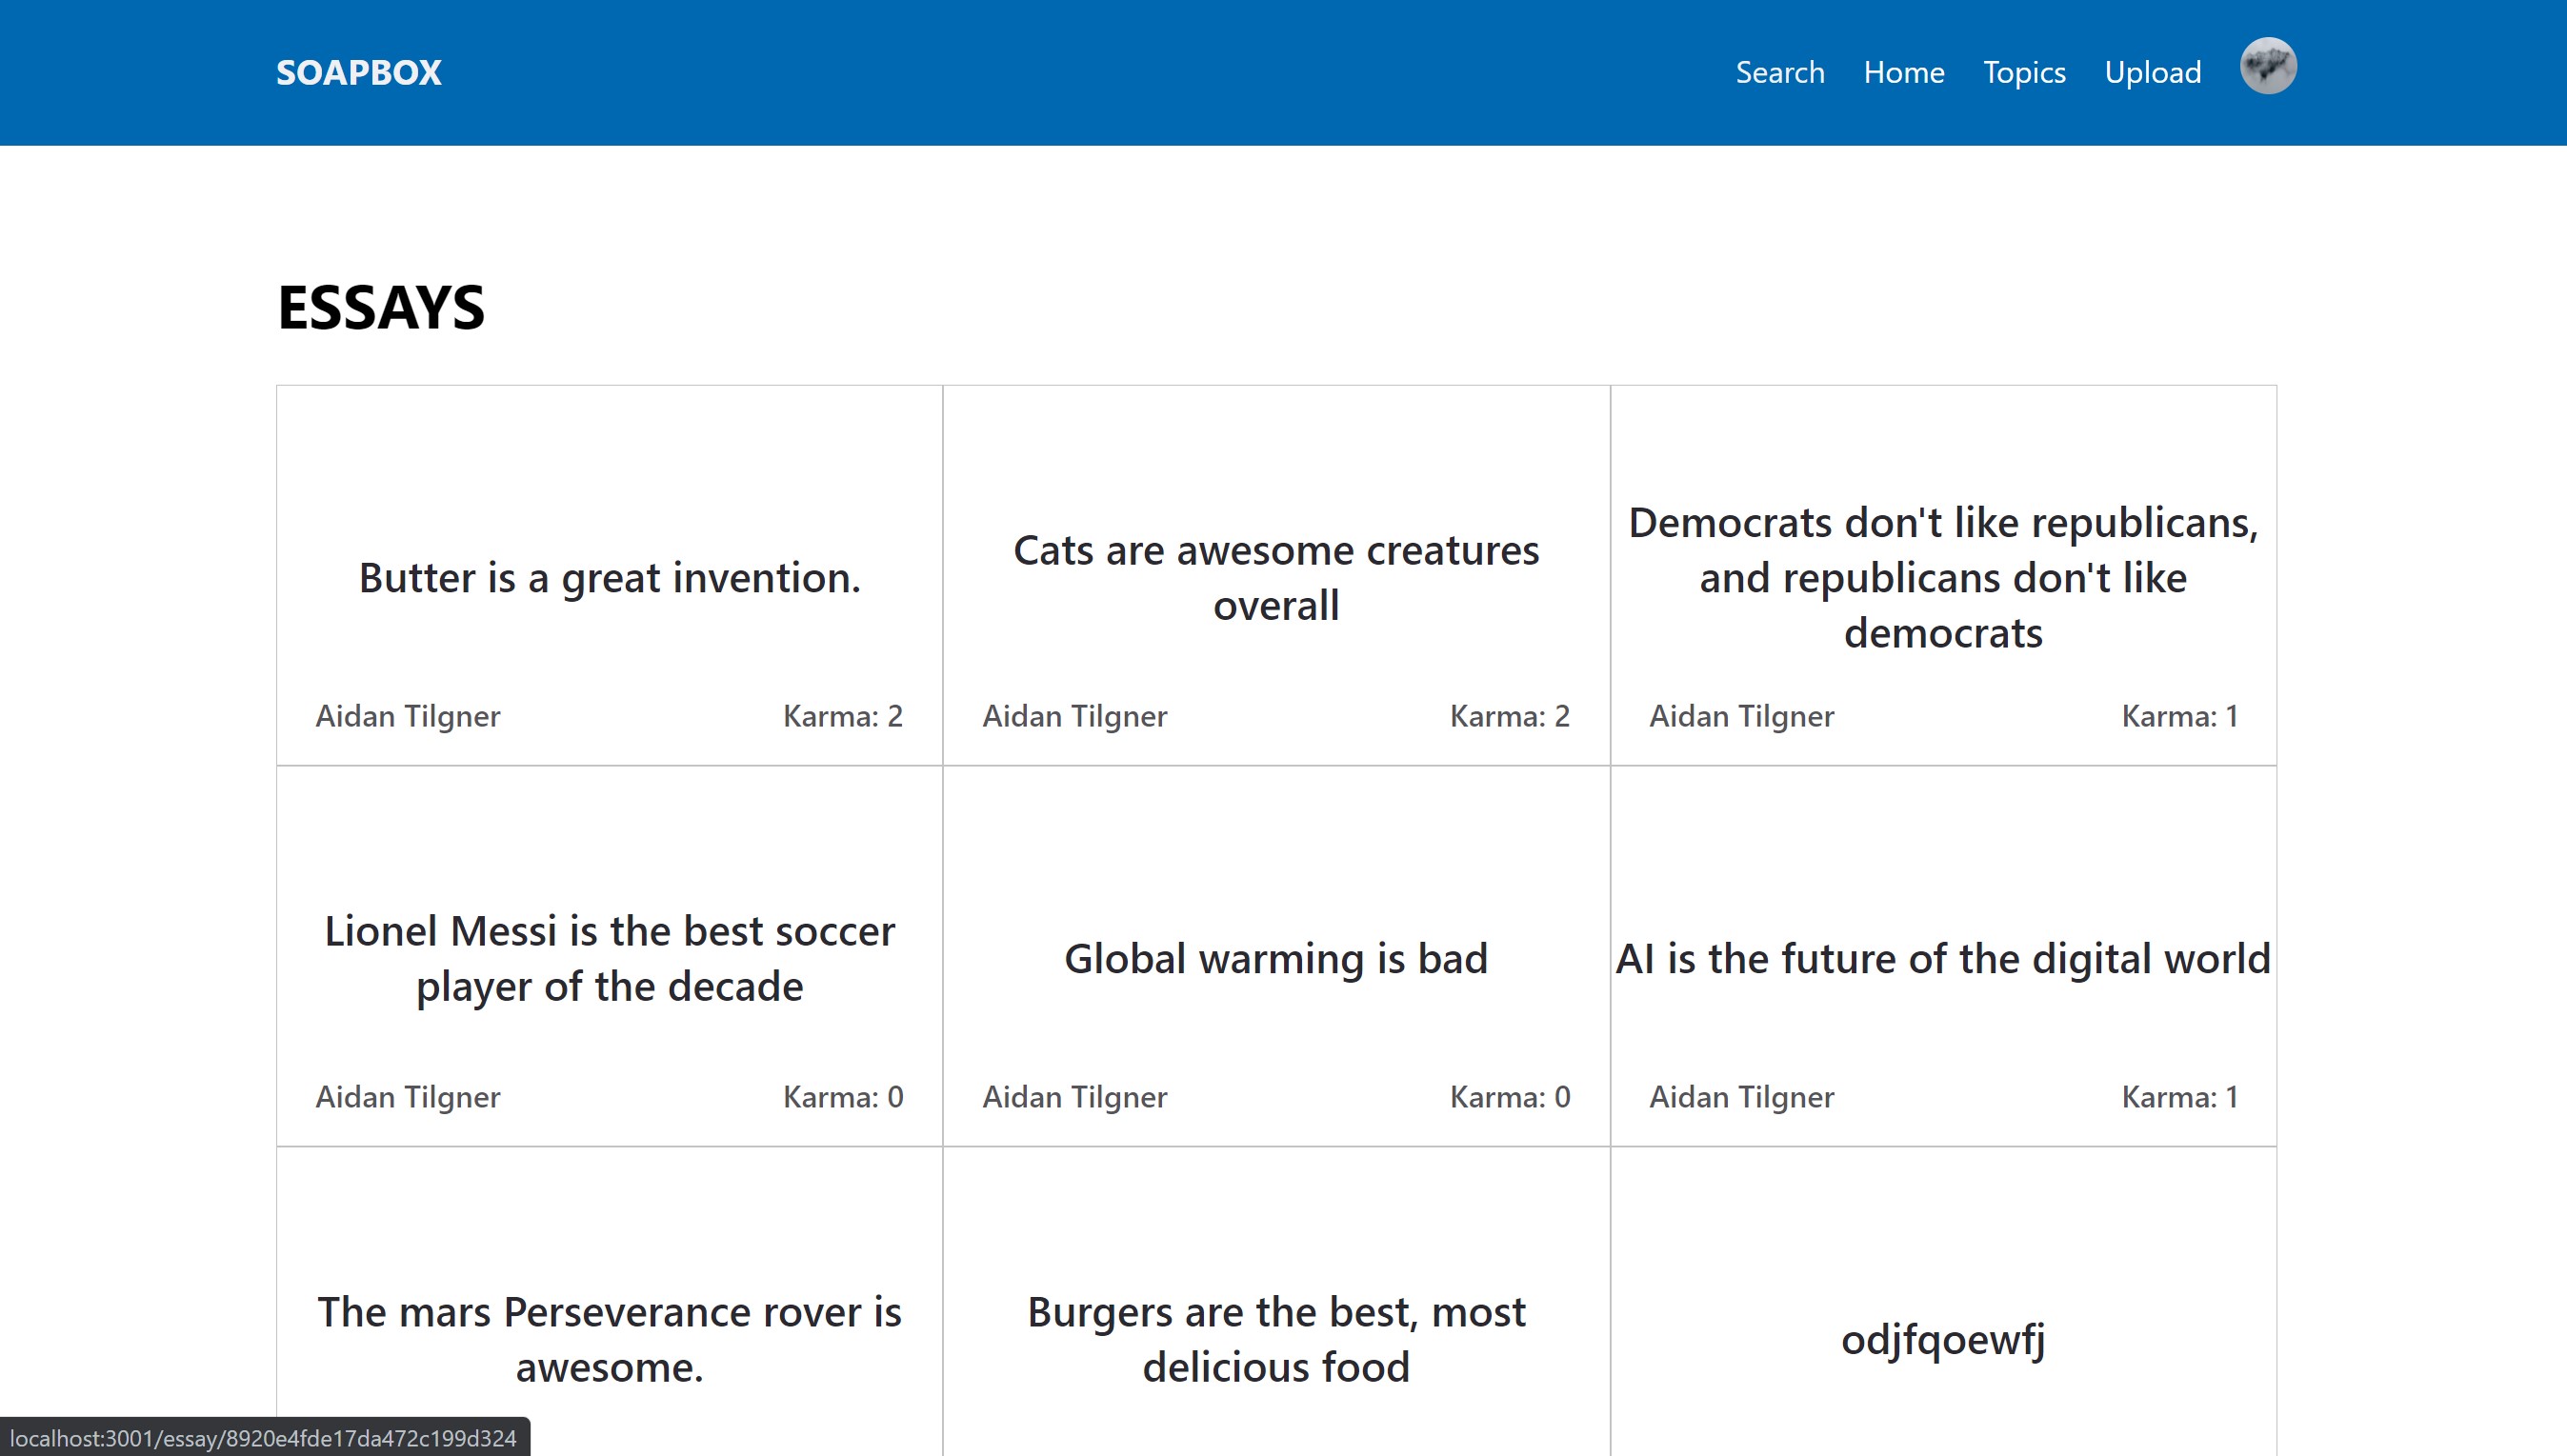 SOAPBOX
Search Home Topics Upload
ESSAYS
Butter is a great invention.
Aidan Tilgner Karma: 2
Cats are awesome creatures
overall
Aidan Tilgner Karma: 2
Democrats don't like republicans,
and republicans don't like
democrats
Aidan Tilgner Karma: 1
Lionel Messi is the best soccer
player of the decade
Aidan Tilgner Karma: 0
Global warming is bad
Aidan Tilgner Karma: 0
AI is the future of the digital world
Aidan Tilgner Karma: 1
The mars Perseverance rover is
awesome.
Burgers are the best, most
delicious food
odjfqoewfj
localhost:3001/essay/8920e4fde17da472c199d324